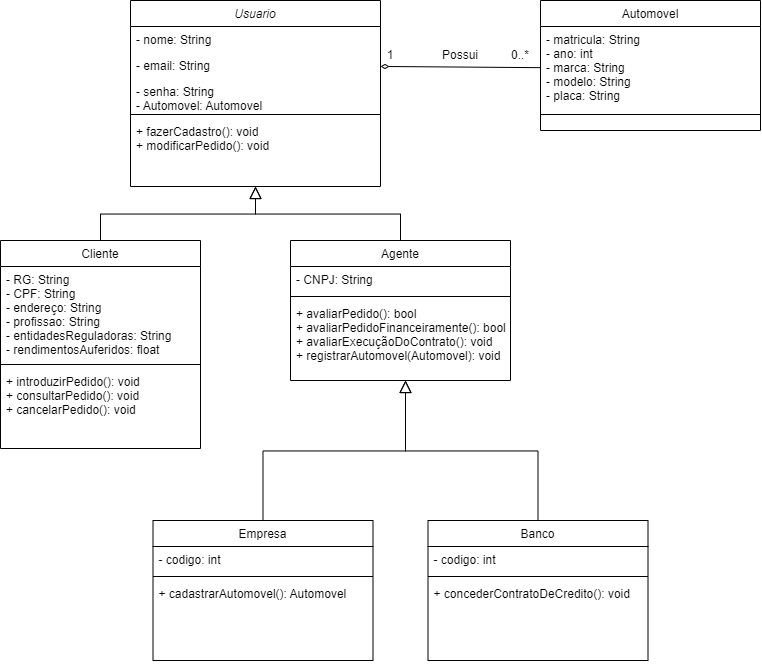 Usuario
- nome: String
- email: String
- senha: String
- Automovel: Automovel
+ fazerCadastro(): void
+ modificarPedido(): void
1
Possui
0..*
Automovel
- matricula: String
- ano: int
- marca: String
- modelo: String
- placa: String
Cliente
- RG: String
- CPF: String
- endereço: String
- profissao: String
- entidadesReguladoras: String
- rendimentosAuferidos: float
+ introduzirPedido(): void
+ consultarPedido(): void
+ cancelarPedido(): void
Agente
- CNPJ: String
+ avaliarPedido(): bool
+ avaliarPedidoFinanceiramente(): bool
+ avaliarExecuçãoDoContrato(): void
+ registrarAutomovel(Automovel): void
Empresa
- codigo: int
+ cadastrarAutomovel(): Automovel
Banco
- codigo: int
+ concederContratoDeCredito(): void